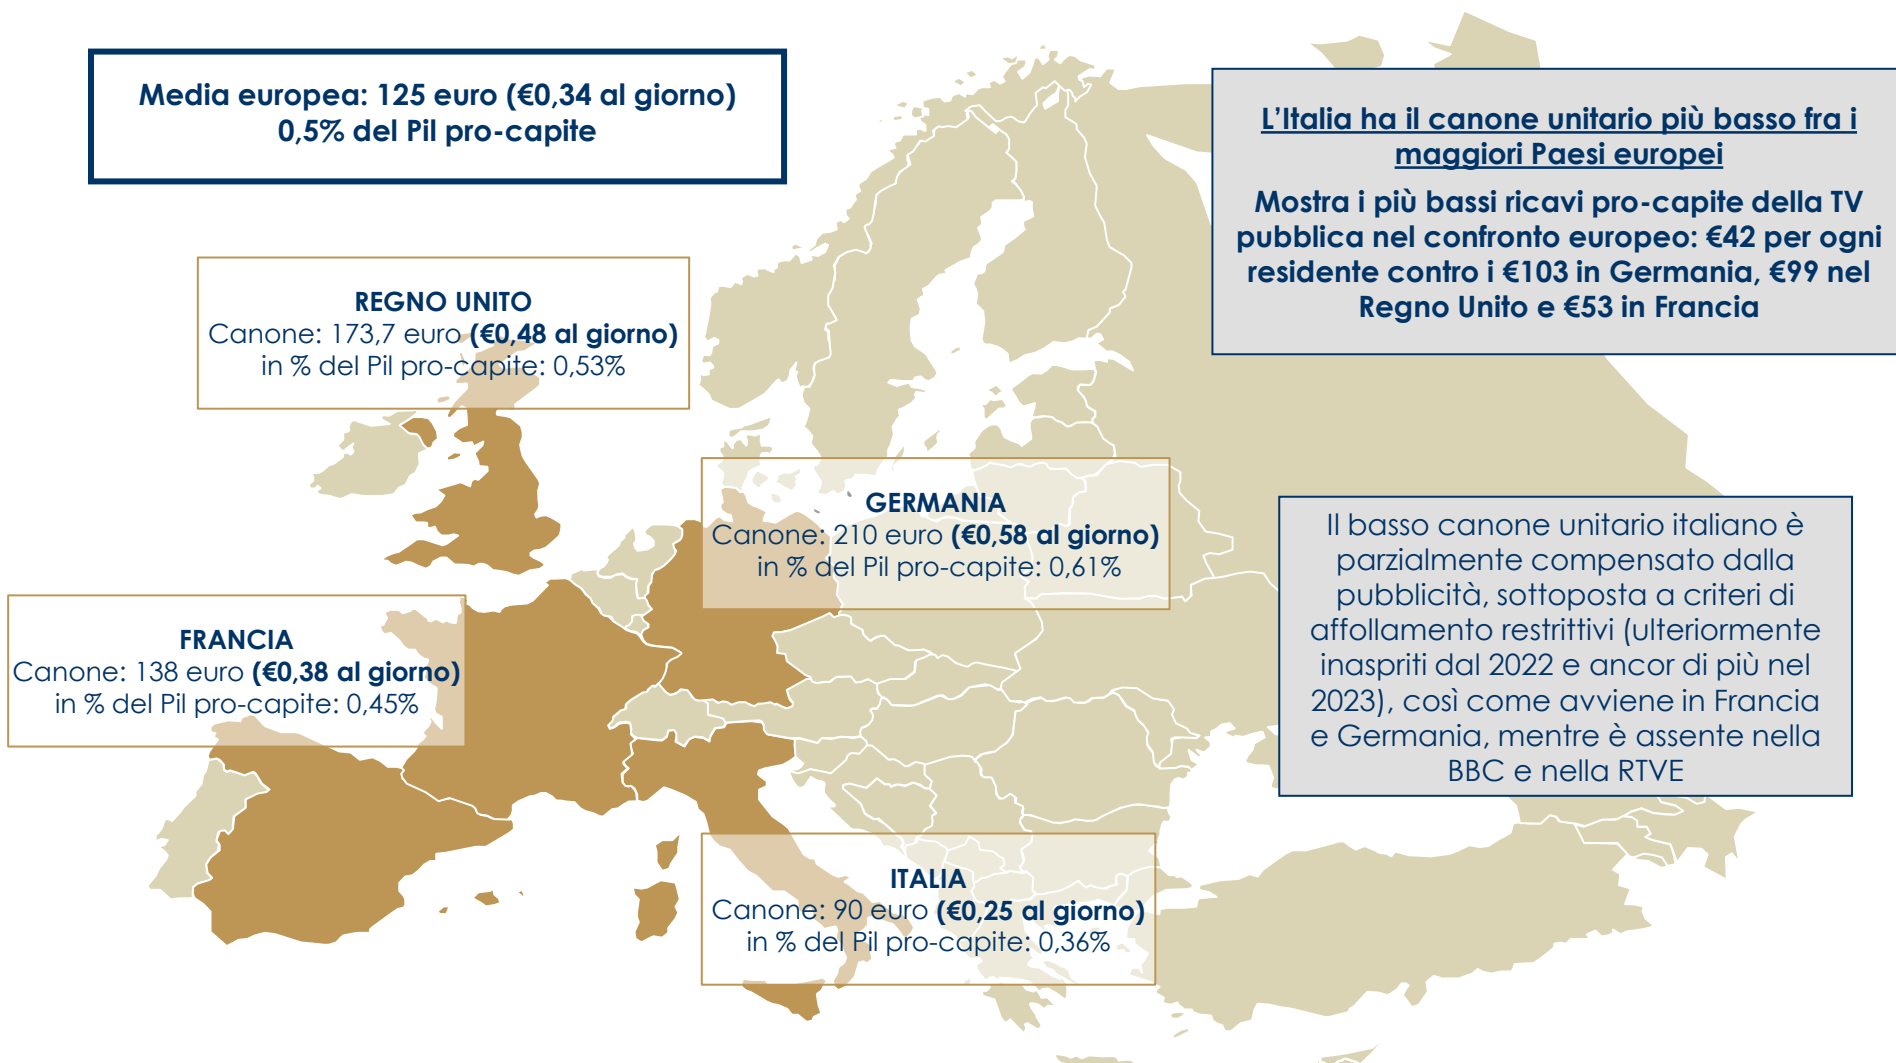 Media europea: 125 euro (€0,34 al giorno)
0,5% del Pil pro-capite
L’Italia ha il canone unitario più basso fra i
maggiori Paesi europei
Mostra i più bassi ricavi pro-capite della TV
pubblica nel confronto europeo: €42 per ogni
residente contro i €103 in Germania, €99 nel
Regno Unito e €53 in Francia
REGNO UNITO
Canone: 173,7 euro (€0,48 al giorno)
in % del Pil pro-capite: 0,53%
GERMANIA
Canone: 210 euro (€0,58 al giorno)
in % del Pil pro-capite: 0,61%
Il basso canone unitario italiano è
parzialmente compensato dalla
pubblicità, sottoposta a criteri di
affollamento restrittivi (ulteriormente
inaspriti dal 2022 e ancor di più nel
2023), così come avviene in Francia
e Germania, mentre è assente nella
BBC e nella RTVE
FRANCIA
Canone: 138 euro (€0,38 al giorno)
in % del Pil pro-capite: 0,45%
ITALIA
Canone: 90 euro (€0,25 al giorno)
in % del Pil pro-capite: 0,36%